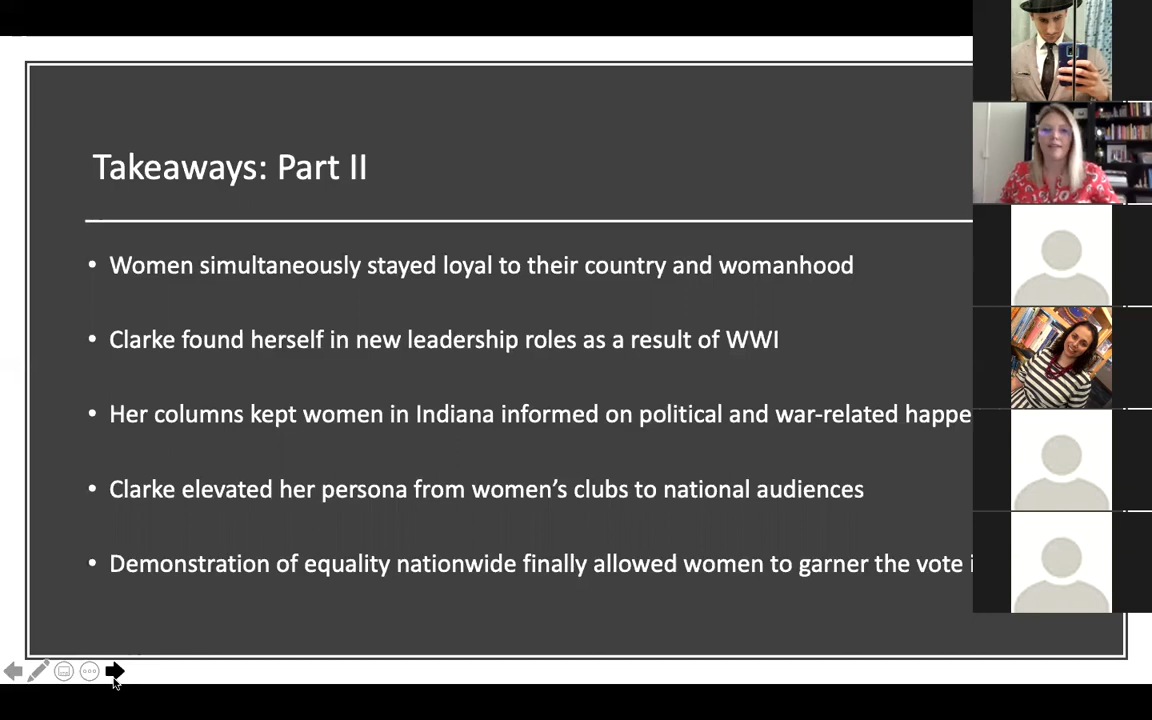 Takeaways: Part II
• Women simultaneously stayed loyal to their country and womanhood
• Clarke found herself in new leadership roles as a result of WWI
• Her columns kept women in Indiana informed on political and war-related happe
• Clarke elevated her persona from women’s clubs to national audiences
• Demonstration of equality nationwide finally allowed women to garner the vote i